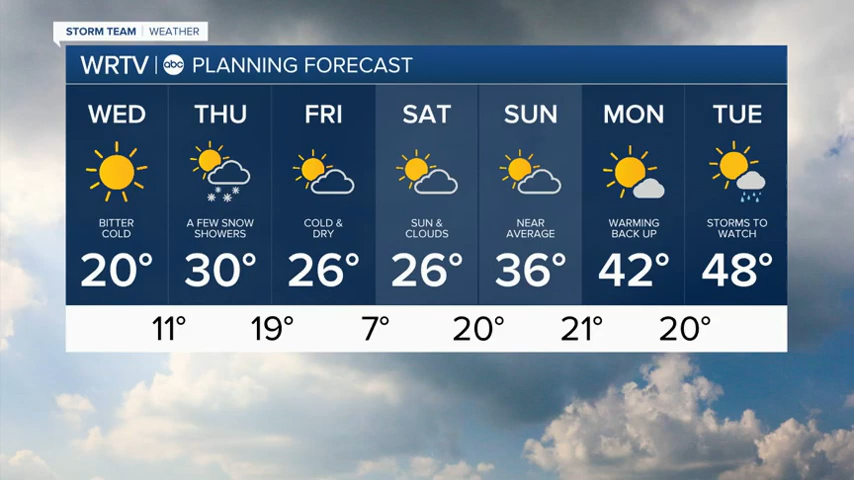 STORM TEAM | WEATHER
WRTV | abc PLANNING FORECAST
WED THU FRI SAT SUN MON TUE
BITTER COLD
A FEW SNOW SHOWERS
COLD & DRY
SUN & CLOUDS
NEAR AVERAGE
WARMING BACK UP
STORMS TO WATCH
20° 30° 26° 26° 36° 42° 48°
11° 19° 7° 20° 21° 20°